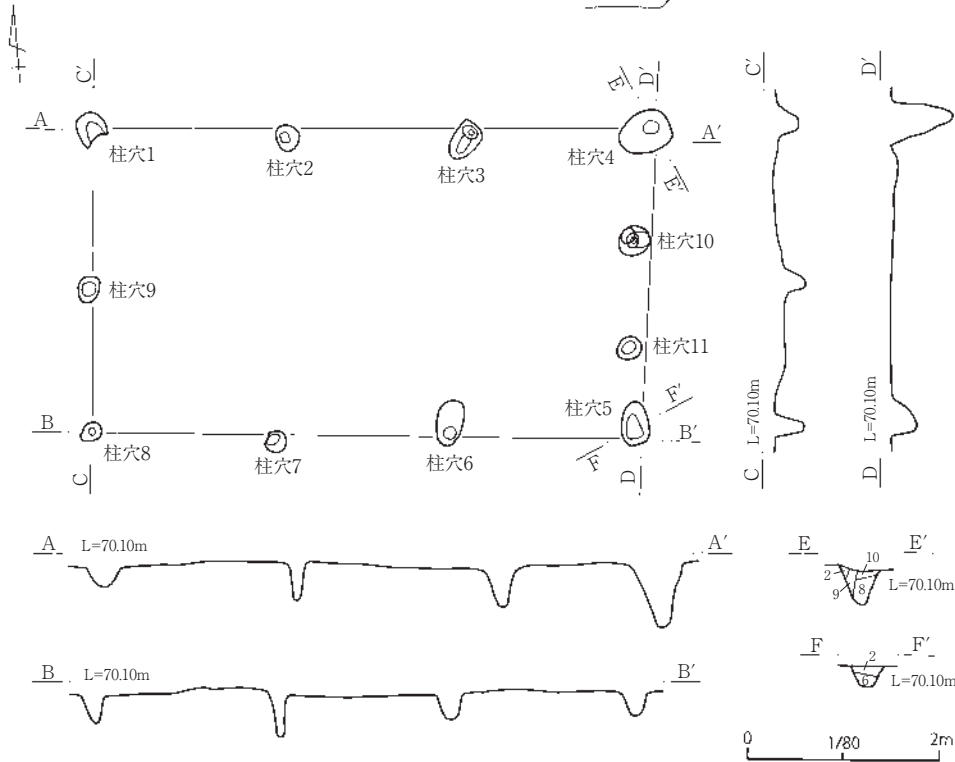 C′
E
D′
C′
D′
A
A′
柱穴1
柱穴2
柱穴3
柱穴4
E′
柱穴10
柱穴9
柱穴11
B
柱穴8
柱穴7
柱穴6
柱穴5
F′
B′
C
F
D
L=70.10m
L=70.10m
C
D
A
L=70.10m
A′
E
E′
2
10
9
8
L=70.10m
B
L=70.10m
B′
F
F′
2
6
L=70.10m
0
1/80
2m